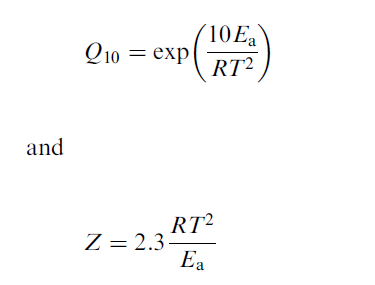 Q₁₀ = exp(10Eₐ/RT²)
and
Z = 2.3 RT²/Eₐ